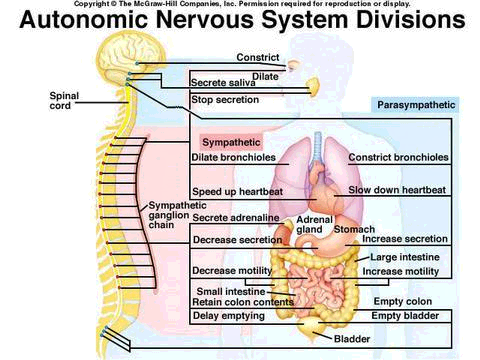 Copyright © The McGraw-Hill Companies, Inc. Permission required for reproduction or display.
Autonomic Nervous System Divisions
Constrict
Dilate
Secrete saliva
Spinal
cord
Stop secretion
Parasympathetic
Sympathetic
Dilate bronchioles
Constrict bronchioles
Speed up heartbeat
Slow down heartbeat
Sympathetic
ganglion
chain
Secrete adrenaline
Adrenal
gland
Stomach
Decrease secretion
Increase secretion
Large intestine
Decrease motility
Increase motility
Small intestine
Retain colon contents
Empty colon
Delay emptying
Empty bladder
Bladder